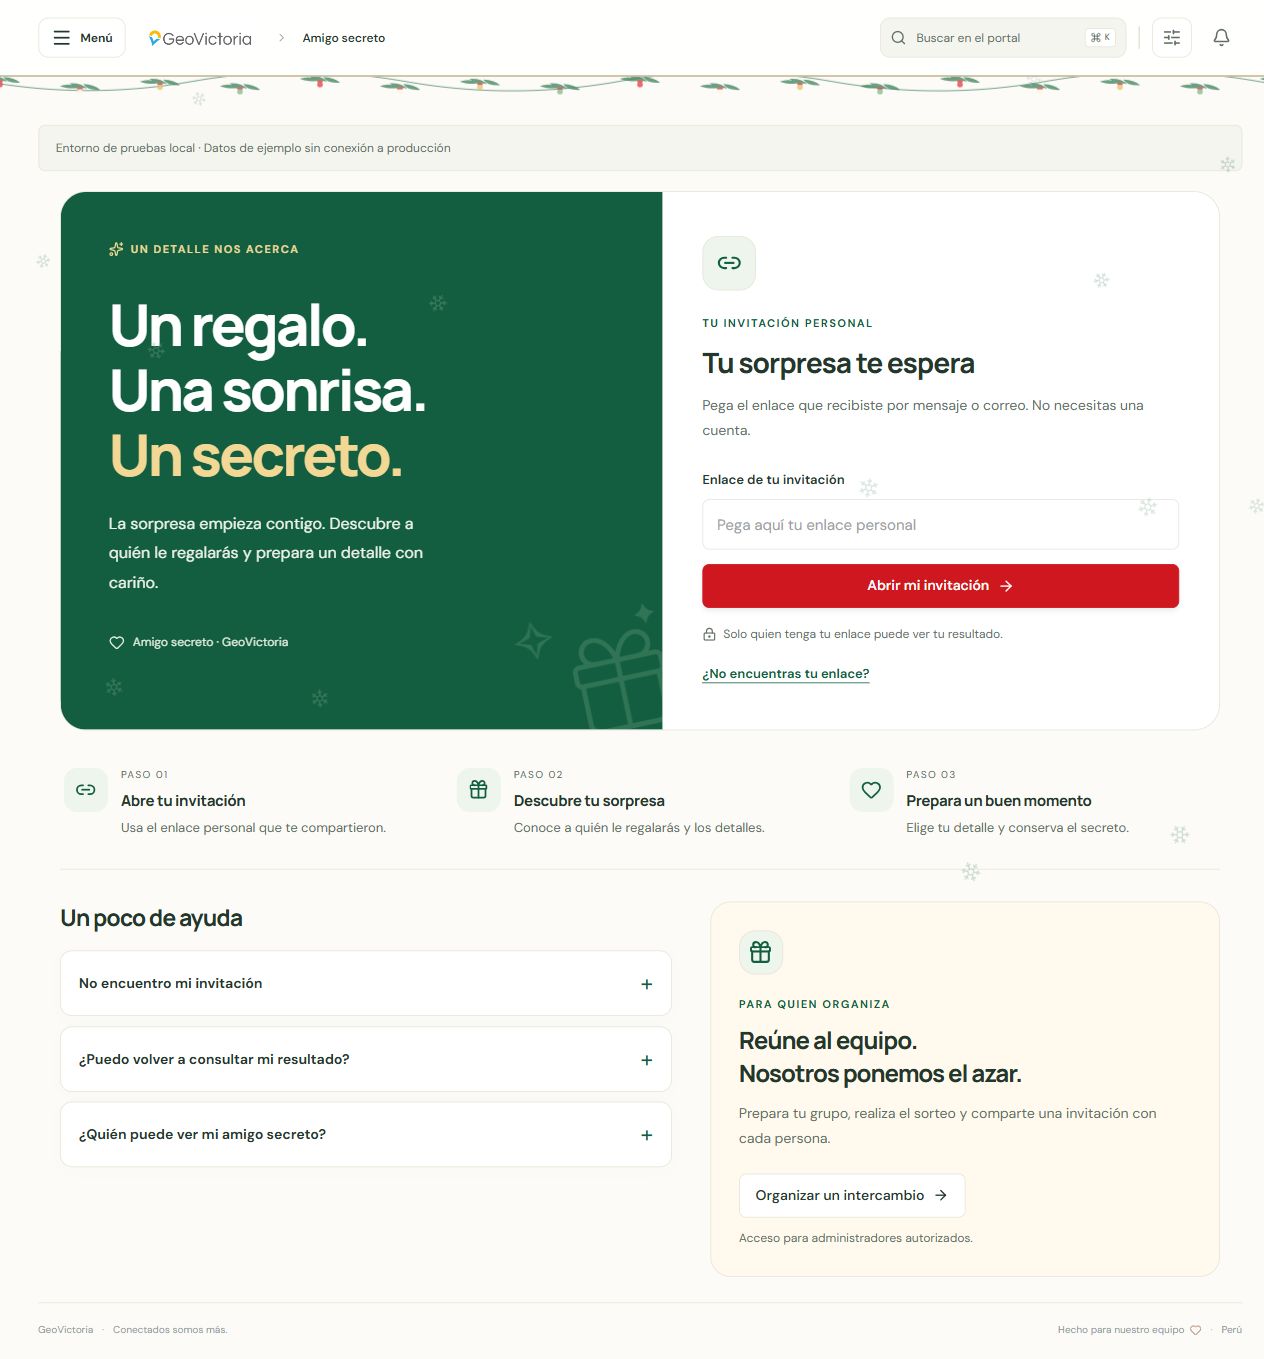 Menú
GeoVictoria
Amigo secreto
Buscar en el portal
⌘ K
Entorno de pruebas local · Datos de ejemplo sin conexión a producción
UN DETALLE NOS ACERCA
Un regalo.
Una sonrisa.
Un secreto.
La sorpresa empieza contigo. Descubre a
quién le regalarás y prepara un detalle con
cariño.
Amigo secreto · GeoVictoria
TU INVITACIÓN PERSONAL
Tu sorpresa te espera
Pega el enlace que recibiste por mensaje o correo. No necesitas una
cuenta.
Enlace de tu invitación
Pega aquí tu enlace personal
Abrir mi invitación →
Solo quien tenga tu enlace puede ver tu resultado.
¿No encuentras tu enlace?
PASO 01
Abre tu invitación
Usa el enlace personal que te compartieron.
PASO 02
Descubre tu sorpresa
Conoce a quién le regalarás y los detalles.
PASO 03
Prepara un buen momento
Elige tu detalle y conserva el secreto.
Un poco de ayuda
No encuentro mi invitación +
¿Puedo volver a consultar mi resultado? +
¿Quién puede ver mi amigo secreto? +
PARA QUIEN ORGANIZA
Reúne al equipo.
Nosotros ponemos el azar.
Prepara tu grupo, realiza el sorteo y comparte una invitación con
cada persona.
Organizar un intercambio →
Acceso para administradores autorizados.
GeoVictoria · Conectados somos más.
Hecho para nuestro equipo ♡ · Perú